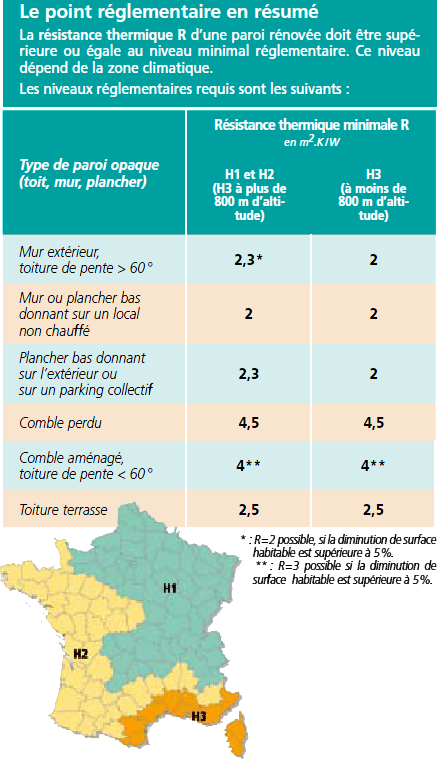 Le point réglementaire en résumé
La résistance thermique R d'une paroi rénovée doit être supé-
rieure ou égale au niveau minimal réglementaire. Ce niveau
dépend de la zone climatique.
Les niveaux réglementaires requis sont les suivants :
Type de paroi opaque
(toit, mur, plancher)
Résistance thermique minimale R
en m².K/W
H1 et H2
(H3 à plus de
800 m d'alti-
tude)
H3
(à moins de
800 m d'alti-
tude)
Mur extérieur,
toiture de pente > 60°
2,3*
2
Mur ou plancher bas
donnant sur un local
non chauffé
2
2
Plancher bas donnant
sur l'extérieur ou
sur un parking collectif
2,3
2
Comble perdu
4,5
4,5
Comble aménagé,
toiture de pente < 60°
4**
4**
Toiture terrasse
2,5
2,5
* : R=2 possible, si la diminution de surface
habitable est supérieure à 5%.
** : R=3 possible si la diminution de
surface habitable est supérieure à 5%.
H1
H2
H3